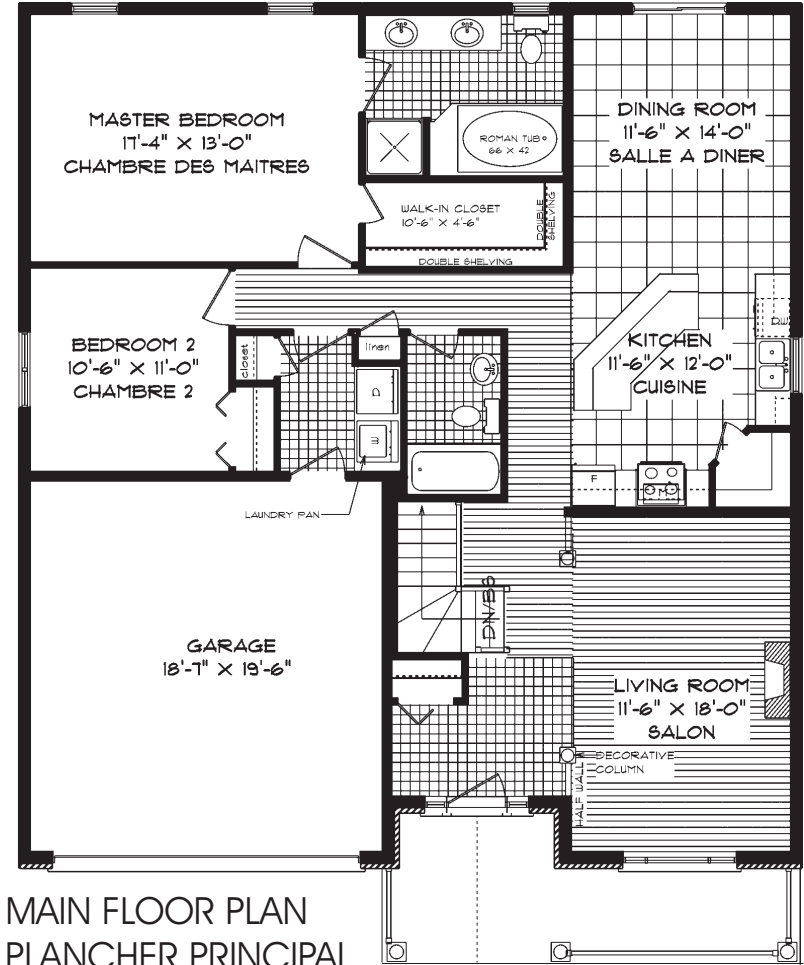 MASTER BEDROOM
17'-4" X 13'-0"
CHAMBRE DES MAITRES
ROMAN TUB
66 X 42
DINING ROOM
11'-6" X 14'-0"
SALLE A DINER
WALK-IN CLOSET
10'-6" X 4'-6"
DOUBLE
SHELVING
DOUBLE SHELVING
BEDROOM 2
10'-6" X 11'-0"
CHAMBRE 2
closet
linen
D
W
KITCHEN
11'-6" X 12'-0"
CUISINE
DW
F
LAUNDRY PAN
DN/BS
GARAGE
18'-7" X 19'-6"
LIVING ROOM
11'-6" X 18'-0"
SALON
DECORATIVE
COLUMN
HALF WALL
MAIN FLOOR PLAN
PLANCHER PRINCIPAL